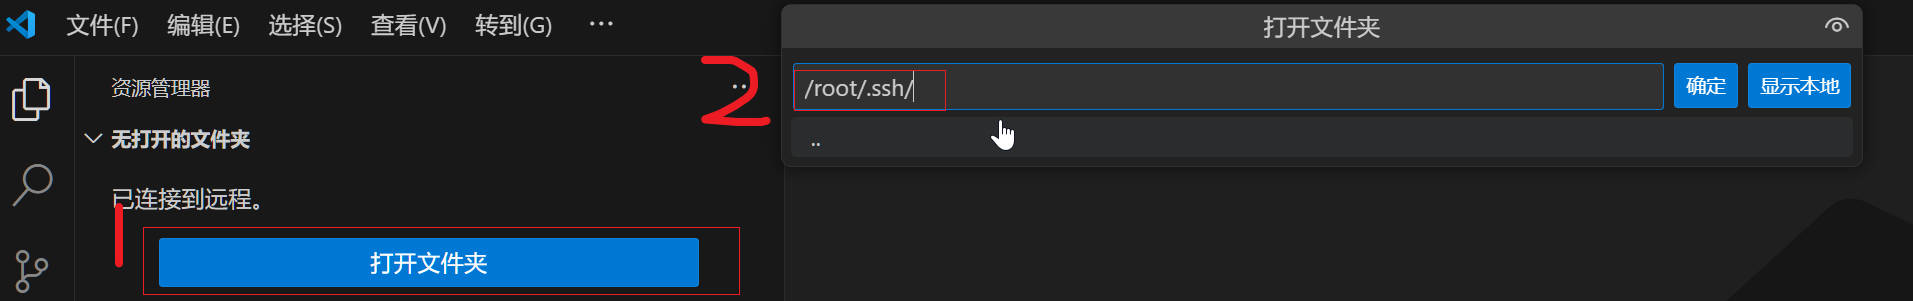 文件(F) 编辑(E) 选择(S) 查看(V) 转到(G) ···
资源管理器 ··
无打开的文件夹
已连接到远程。
1
打开文件夹
2
打开文件夹
/root/.ssh/
确定 显示本地
..